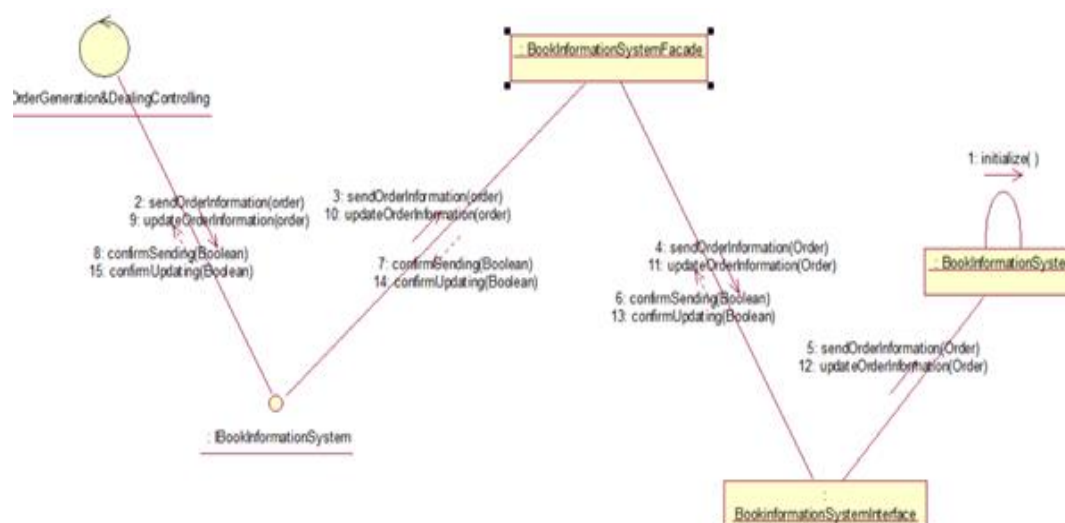 : BookInformationSystemFacade
OrderGeneration&DealingControlling
1: initialize( )
2: sendOrderInformation(order)
9: updateOrderInformation(order)
3: sendOrderInformation(order)
10: updateOrderInformation(order)
8: confirmSending(Boolean)
15: confirmUpdating(Boolean)
7: confirmSending(Boolean)
14: confirmUpdating(Boolean)
4: sendOrderInformation(Order)
11: updateOrderInformation(Order)
6: confirmSending(Boolean)
13: confirmUpdating(Boolean)
: BookInformationSyste
5: sendOrderInformation(Order)
12: updateOrderInformation(Order)
: IBookInformationSystem
:
BookinformationSystemInterface